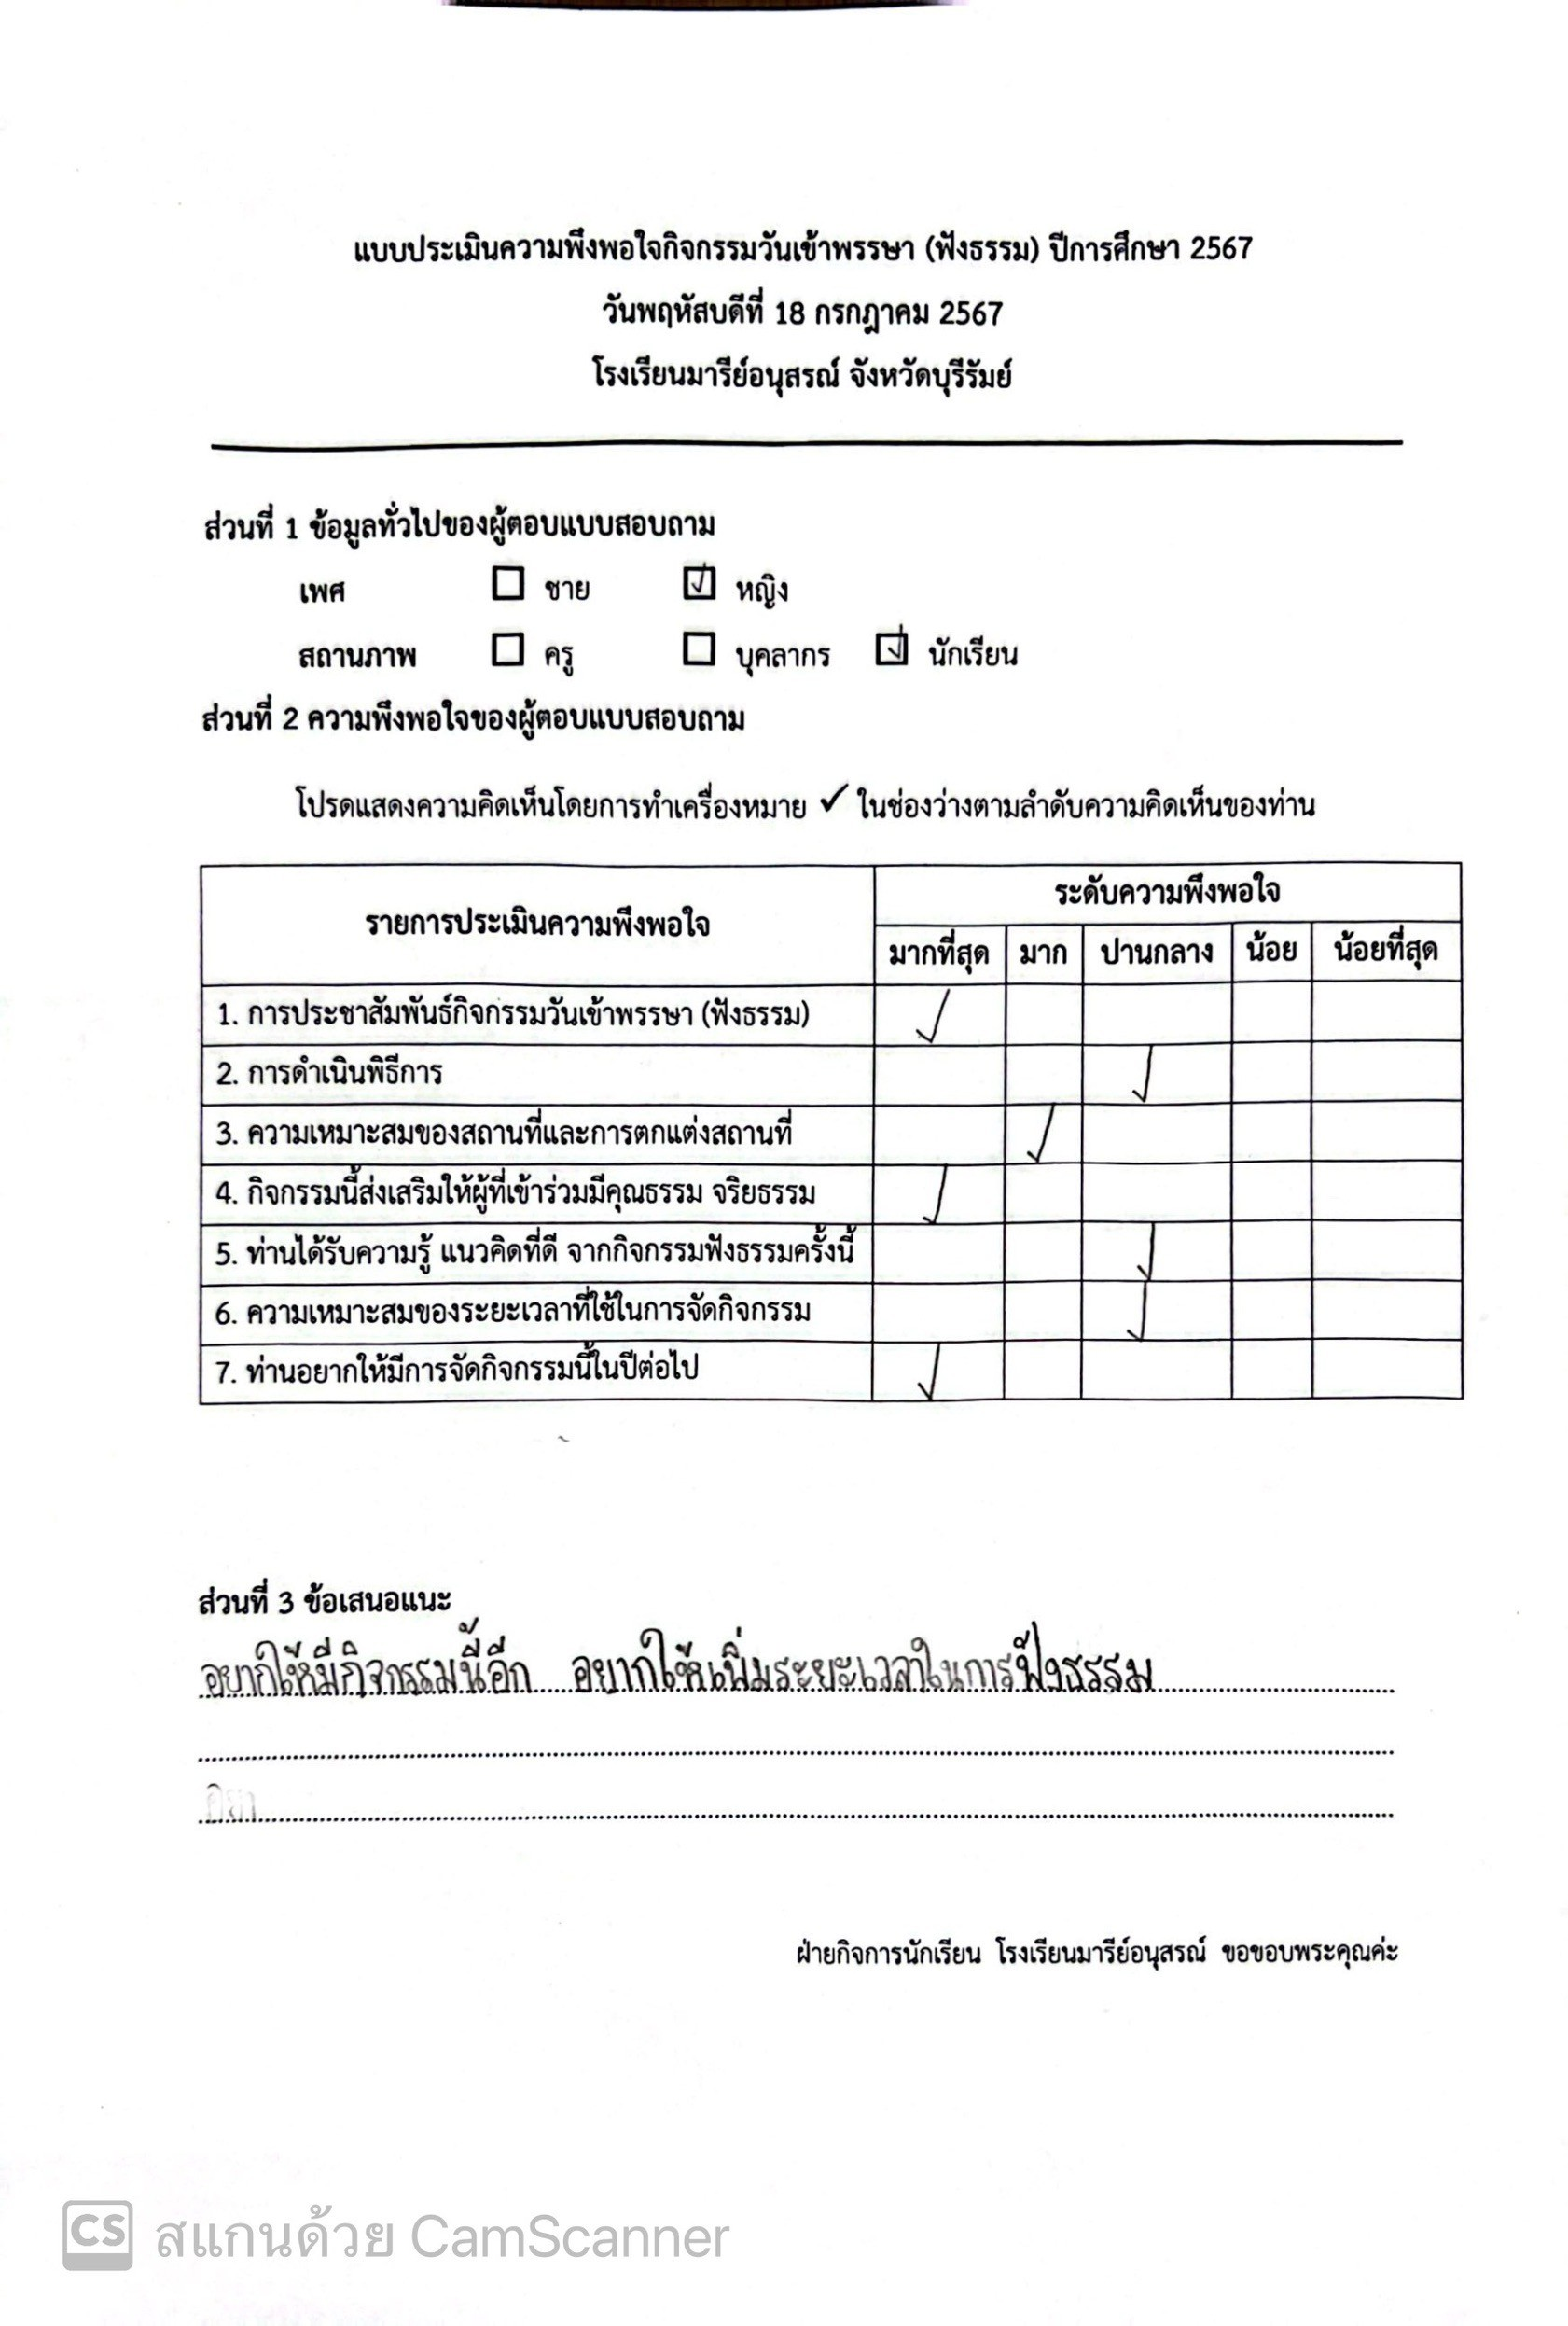 แบบประเมินความพึงพอใจกิจกรรมวันเข้าพรรษา (ฟังธรรม) ปีการศึกษา 2567
วันพฤหัสบดีที่ 18 กรกฎาคม 2567
โรงเรียนมารีย์อนุสรณ์ จังหวัดบุรีรัมย์
ส่วนที่ 1 ข้อมูลทั่วไปของผู้ตอบแบบสอบถาม
เพศ ☐ ชาย ☑ หญิง
สถานภาพ ☐ ครู ☐ บุคลากร ☑ นักเรียน
ส่วนที่ 2 ความพึงพอใจของผู้ตอบแบบสอบถาม
โปรดแสดงความคิดเห็นโดยการทำเครื่องหมาย ✓ ในช่องว่างตามลำดับความคิดเห็นของท่าน
รายการประเมินความพึงพอใจ ระดับความพึงพอใจ
มากที่สุด มาก ปานกลาง น้อย น้อยที่สุด
1. การประชาสัมพันธ์กิจกรรมวันเข้าพรรษา (ฟังธรรม) ✓
2. การดำเนินพิธีการ ✓
3. ความเหมาะสมของสถานที่และการตกแต่งสถานที่ ✓
4. กิจกรรมนี้ส่งเสริมให้ผู้ที่เข้าร่วมมีคุณธรรม จริยธรรม ✓
5. ท่านได้รับความรู้ แนวคิดที่ดี จากกิจกรรมฟังธรรมครั้งนี้ ✓
6. ความเหมาะสมของระยะเวลาที่ใช้ในการจัดกิจกรรม ✓
7. ท่านอยากให้มีการจัดกิจกรรมนี้ในปีต่อไป ✓
ส่วนที่ 3 ข้อเสนอแนะ
อยากให้มีกิจกรรมนี้อีก อยากให้เพิ่มระยะเวลาในการฟังธรรม
ฝ่ายกิจการนักเรียน โรงเรียนมารีย์อนุสรณ์ ขอขอบพระคุณค่ะ
CS สแกนด้วย CamScanner